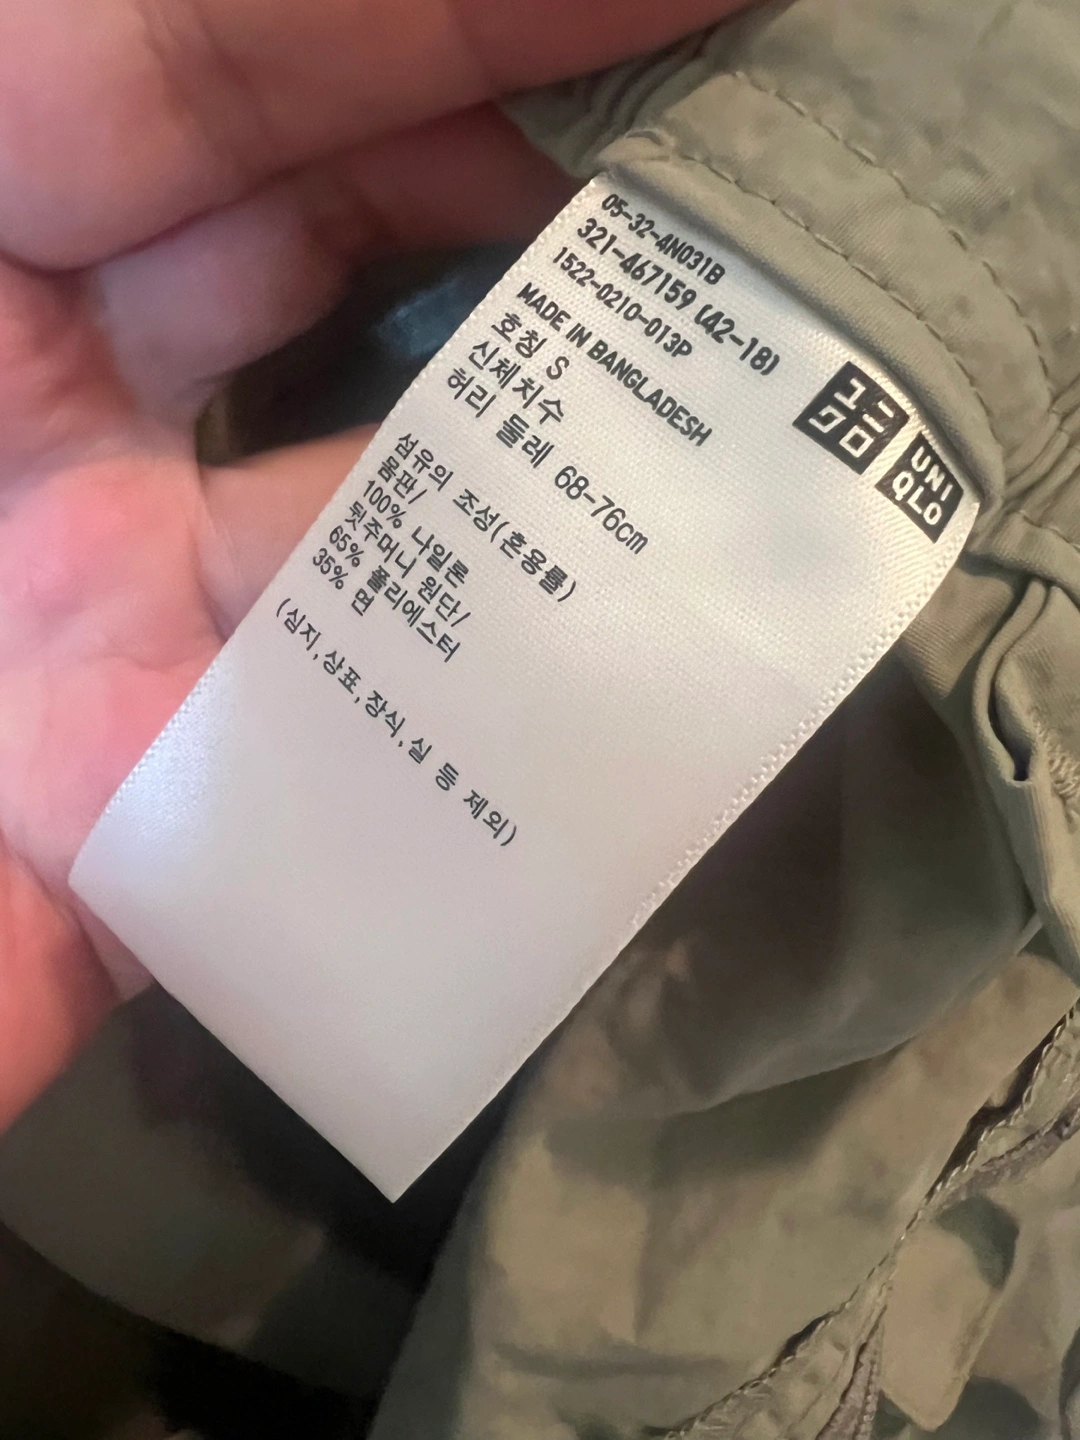 05-32-4N031B
321-467159 (42-18)
1522-0210-013P
MADE IN BANGLADESH
호칭 S
신체치수
허리 둘레 68-76cm
섬유의 조성(혼용률)
몸판/
100% 나일론
뒷주머니 원단/
65% 폴리에스터
35% 면
(심지,상표,장식,실 등 제외)
ユニ
クロ
UNI
QLO